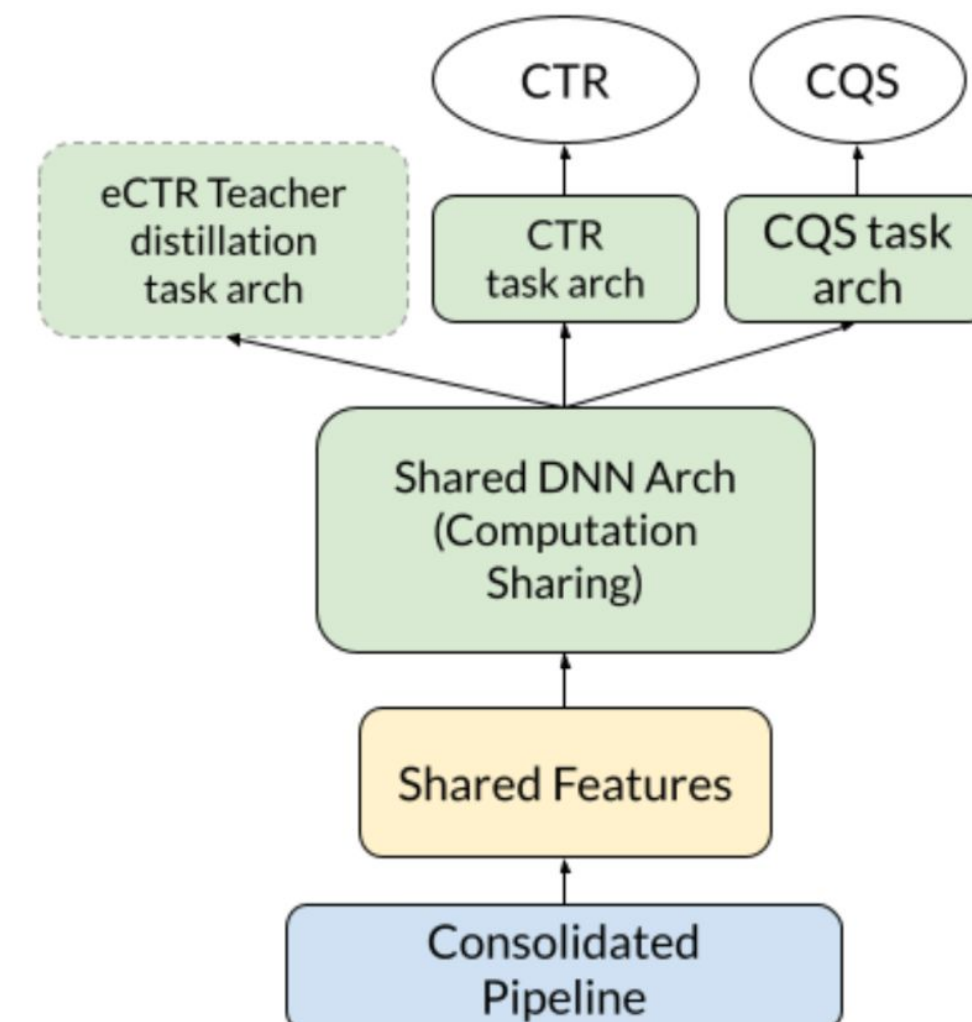 CTR
CQS
eCTR Teacher
distillation
task arch
CTR
task arch
CQS task
arch
Shared DNN Arch
(Computation
Sharing)
Shared Features
Consolidated
Pipeline